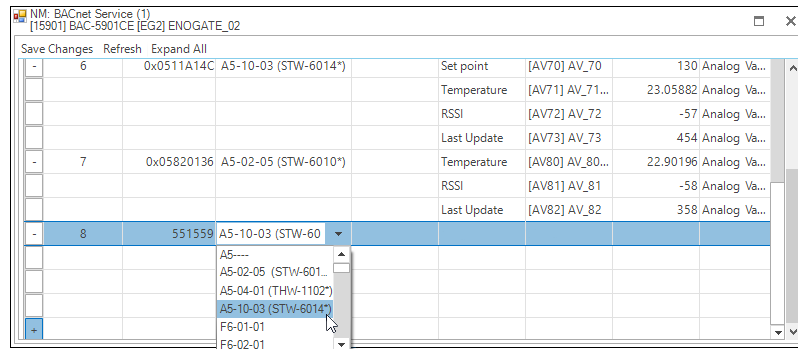 NM: BACnet Service (1)
[15901] BAC-5901CE [EG2] ENOGATE_02
Save Changes Refresh Expand All
- 6 0x0511A14C A5-10-03 (STW-6014*) Set point [AV70] AV_70 130 Analog Va...
Temperature [AV71] AV_71... 23.05882 Analog Va...
RSSI [AV72] AV_72 -57 Analog Va...
Last Update [AV73] AV_73 454 Analog Va...
- 7 0x05820136 A5-02-05 (STW-6010*) Temperature [AV80] AV_80... 22.90196 Analog Va...
RSSI [AV81] AV_81 -58 Analog Va...
Last Update [AV82] AV_82 358 Analog Va...
- 8 551559 A5-10-03 (STW-60
A5----
A5-02-05 (STW-601...
A5-04-01 (THW-1102*)
A5-10-03 (STW-6014*)
F6-01-01
+ F6-02-01